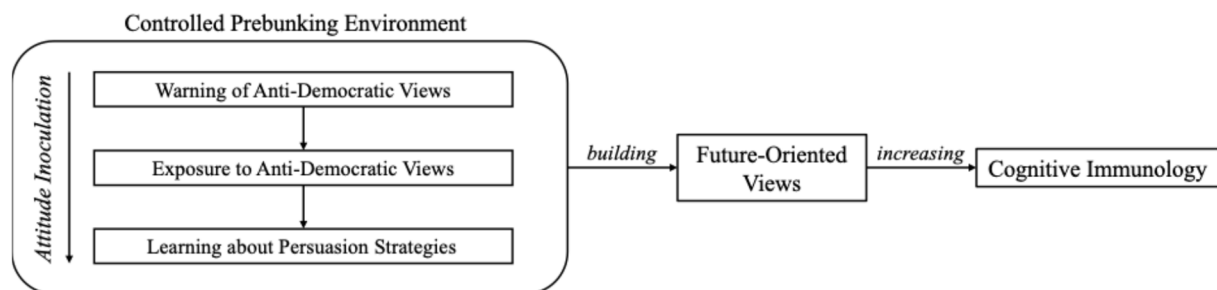 Controlled Prebunking Environment
Attitude Inoculation
Warning of Anti-Democratic Views
Exposure to Anti-Democratic Views
Learning about Persuasion Strategies
building
Future-Oriented
Views
increasing
Cognitive Immunology